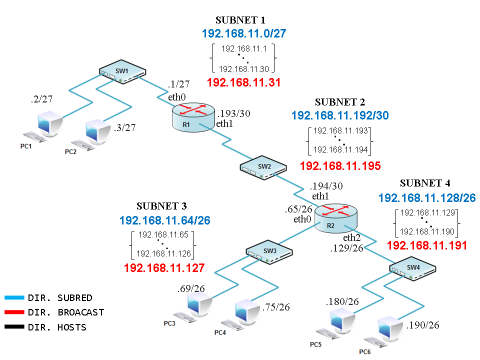 SUBNET 1
192.168.11.0/27
192.168.11.1
192.168.11.30
192.168.11.31
SW1
.1/27
eth0
.2/27
.3/27
PC1
PC2
R1
.193/30
eth1
SUBNET 2
192.168.11.192/30
192.168.11.193
192.168.11.194
192.168.11.195
SW2
.194/30
eth1
SUBNET 3
192.168.11.64/26
192.168.11.65
192.168.11.126
192.168.11.127
.65/26
eth0
R2
eth2
.129/26
SUBNET 4
192.168.11.128/26
192.168.11.129
192.168.11.190
192.168.11.191
SW3
SW4
.69/26
.75/26
PC3
PC4
.180/26
.190/26
PC5
PC6
DIR. SUBRED
DIR. BROADCAST
DIR. HOSTS